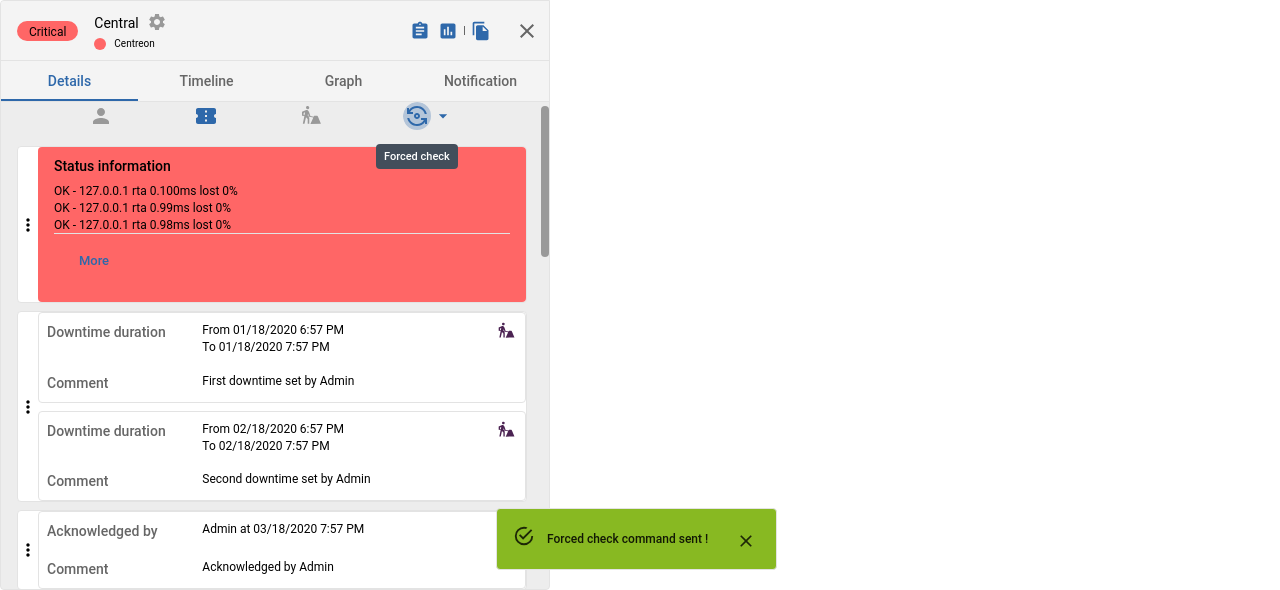 Critical
Central
Centreon
Details
Timeline
Graph
Notification
Forced check
Status information
OK - 127.0.0.1 rta 0.100ms lost 0%
OK - 127.0.0.1 rta 0.99ms lost 0%
OK - 127.0.0.1 rta 0.98ms lost 0%
More
Downtime duration
From 01/18/2020 6:57 PM
To 01/18/2020 7:57 PM
Comment
First downtime set by Admin
Downtime duration
From 02/18/2020 6:57 PM
To 02/18/2020 7:57 PM
Comment
Second downtime set by Admin
Acknowledged by
Admin at 03/18/2020 7:57 PM
Comment
Acknowledged by Admin
Forced check command sent !